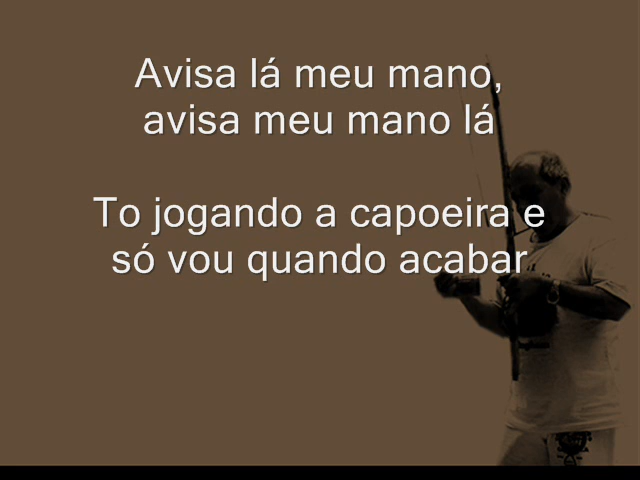 Avisa lá meu mano,
avisa meu mano lá
To jogando a capoeira e
só vou quando acabar